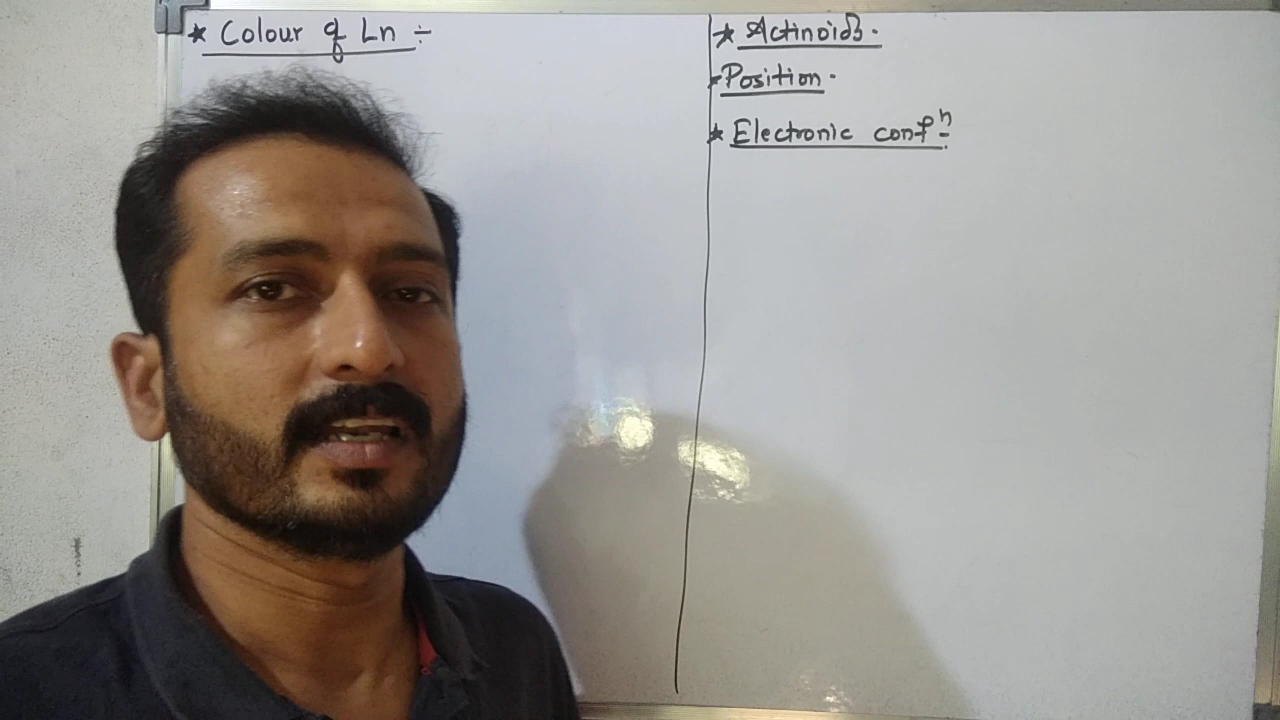 ★ Colour of Ln :-
★ Actinoids.
★ Position.
★ Electronic confⁿ:-